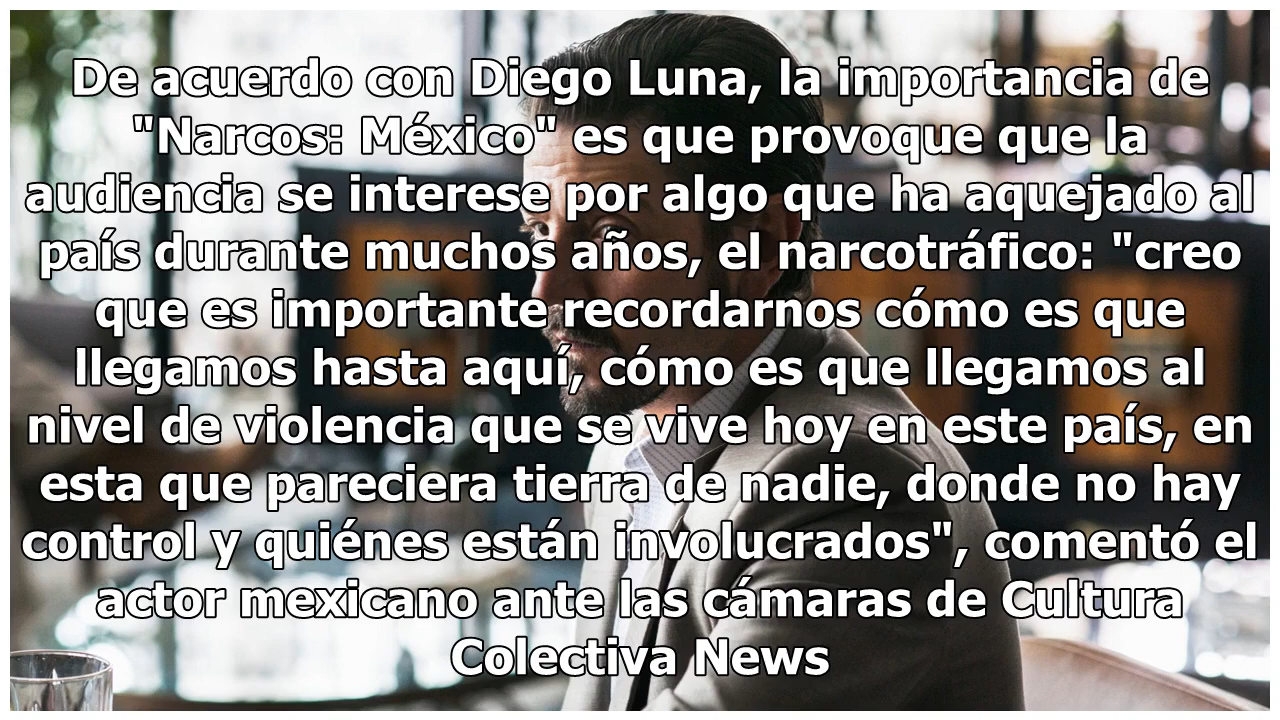 De acuerdo con Diego Luna, la importancia de
"Narcos: México" es que provoque que la
audiencia se interese por algo que ha aquejado al
país durante muchos años, el narcotráfico: "creo
que es importante recordarnos cómo es que
llegamos hasta aquí, cómo es que llegamos al
nivel de violencia que se vive hoy en este país, en
esta que pareciera tierra de nadie, donde no hay
control y quiénes están involucrados", comentó el
actor mexicano ante las cámaras de Cultura
Colectiva News